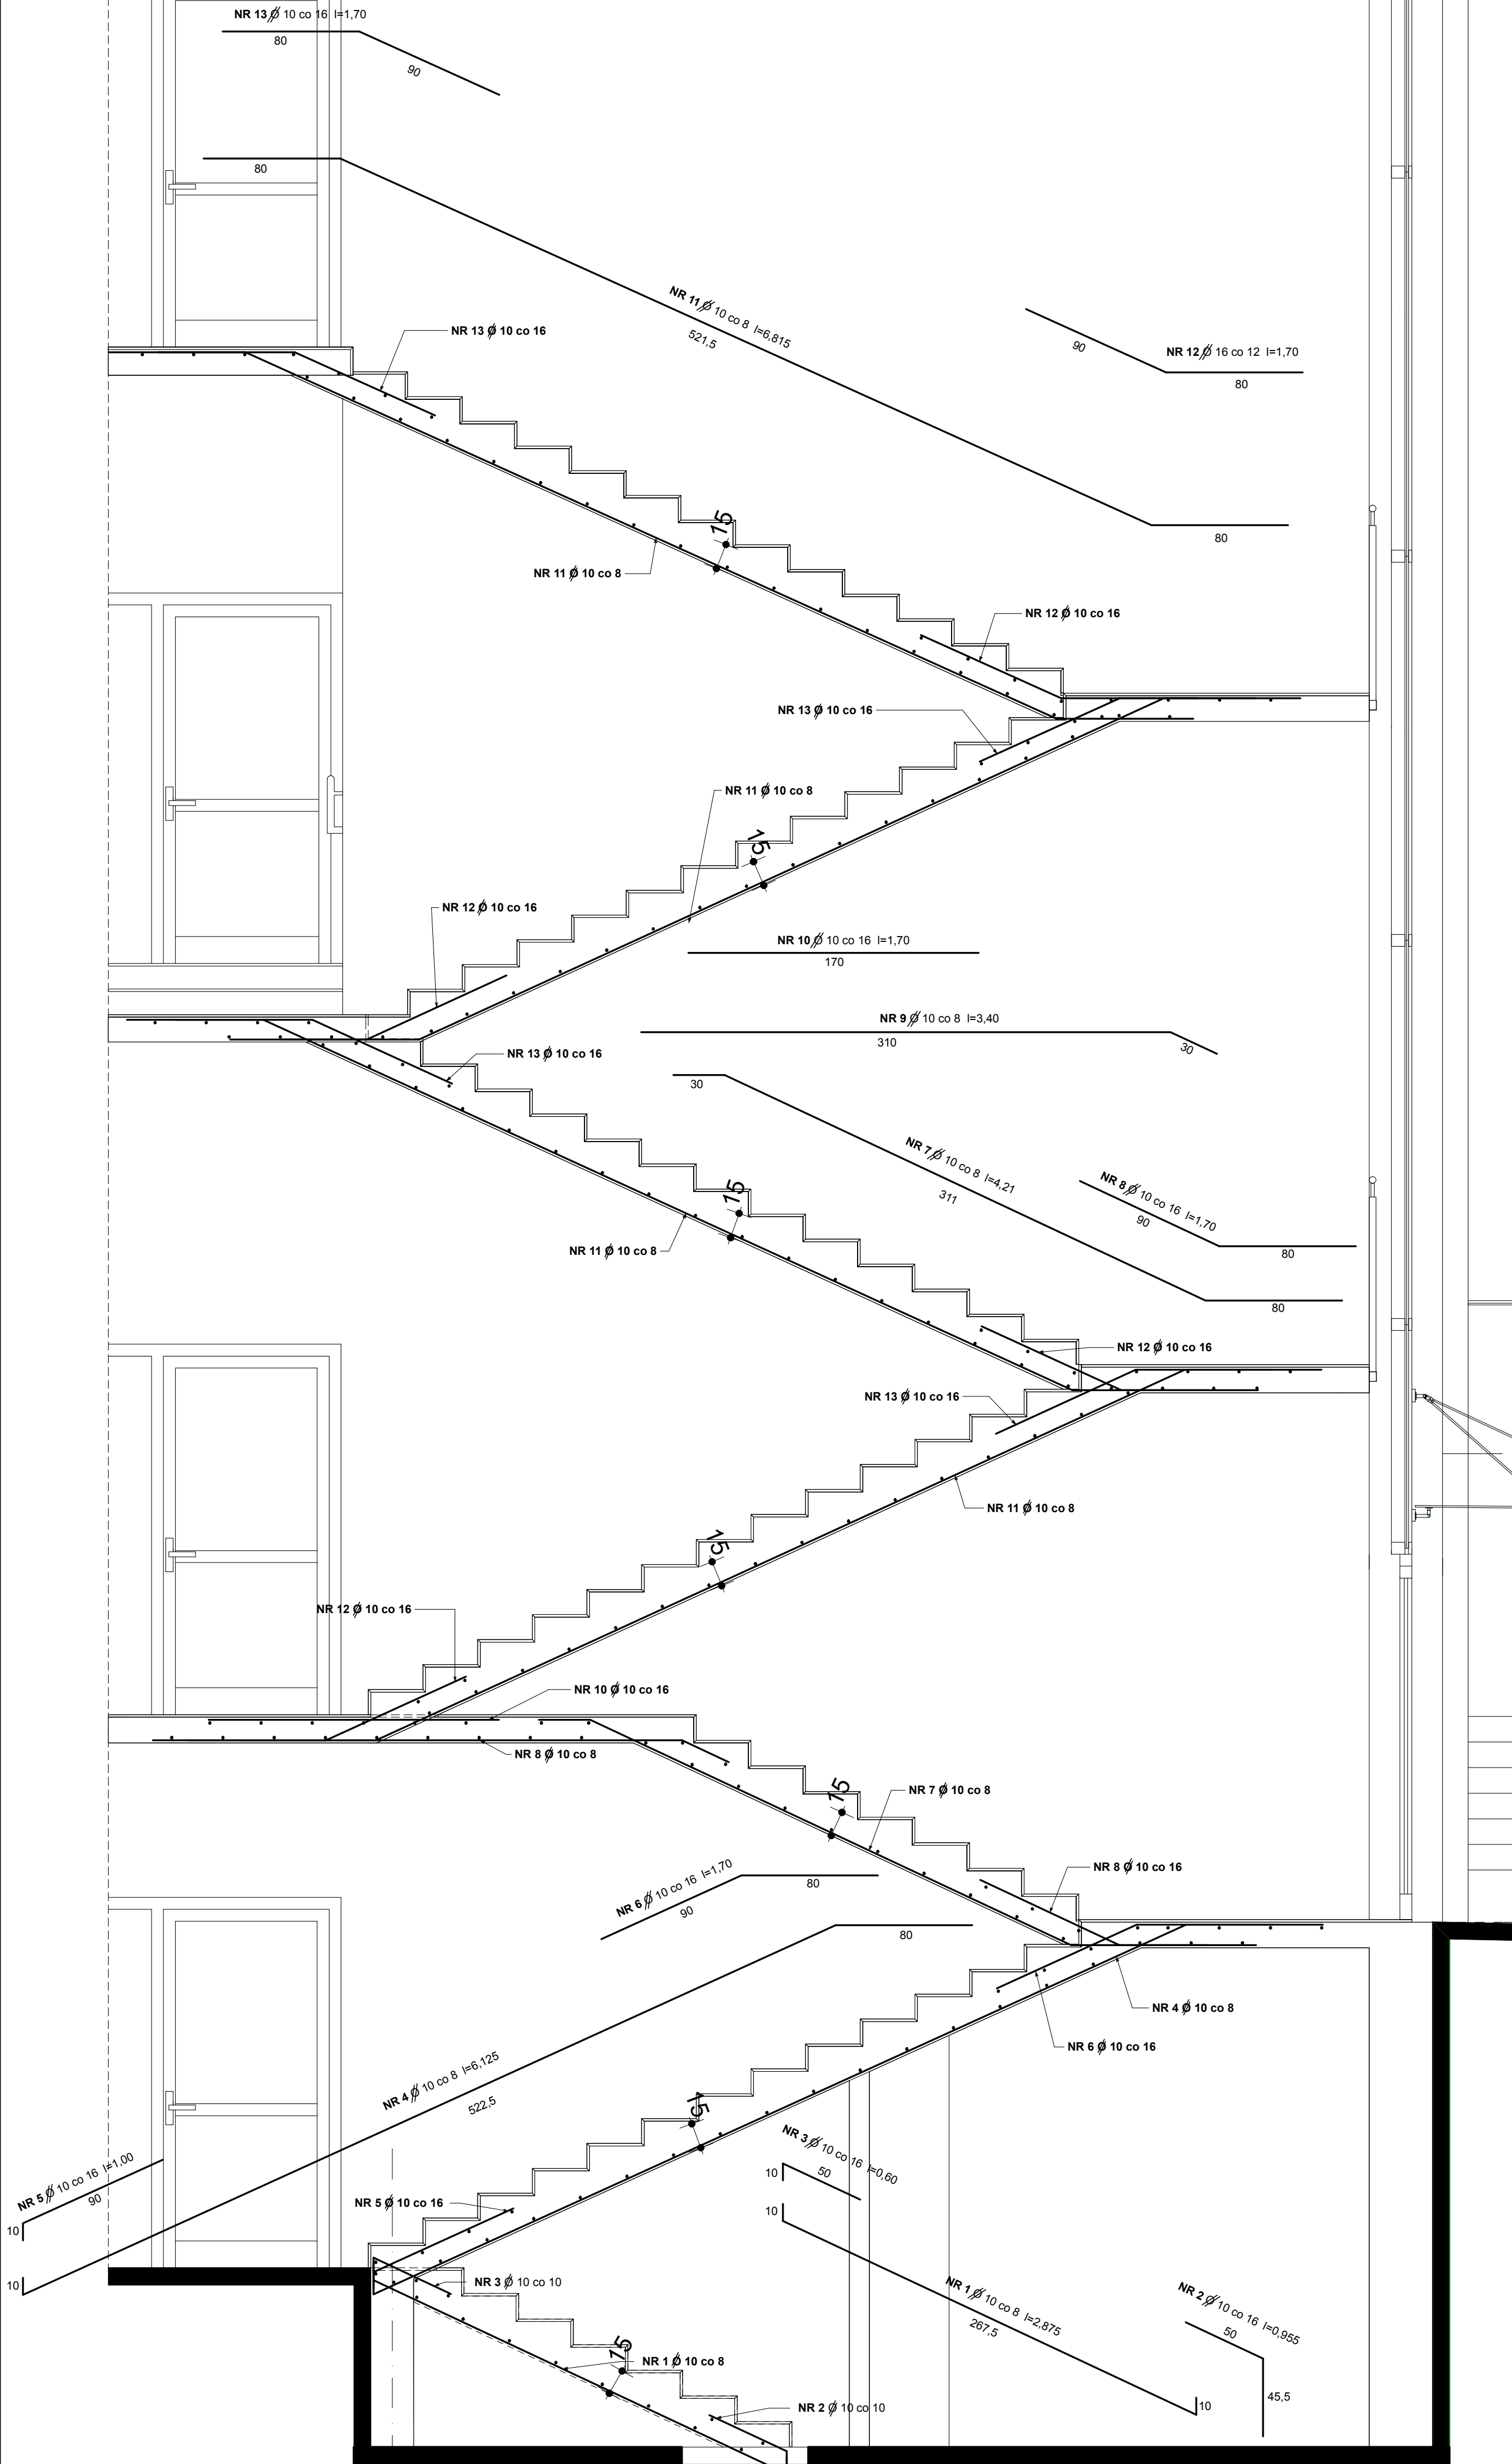 NR 13 Ø 10 co 16 l=1,70
80
90
80
NR 11 Ø 10 co 8 l=6,815
521,5
90
NR 12 Ø 16 co 12 l=1,70
80
NR 13 Ø 10 co 16
80
15
NR 11 Ø 10 co 8
NR 12 Ø 10 co 16
NR 13 Ø 10 co 16
NR 11 Ø 10 co 8
15
NR 12 Ø 10 co 16
NR 10 Ø 10 co 16 l=1,70
170
NR 9 Ø 10 co 8 l=3,40
310
30
NR 13 Ø 10 co 16
30
NR 7 Ø 10 co 8 l=4,21
311
NR 8 Ø 10 co 16 l=1,70
90
80
15
NR 11 Ø 10 co 8
80
NR 12 Ø 10 co 16
NR 13 Ø 10 co 16
NR 11 Ø 10 co 8
15
NR 12 Ø 10 co 16
NR 10 Ø 10 co 16
NR 8 Ø 10 co 8
15
NR 7 Ø 10 co 8
NR 8 Ø 10 co 16
NR 6 Ø 10 co 16 l=1,70
90
80
80
NR 4 Ø 10 co 8
NR 6 Ø 10 co 16
NR 4 Ø 10 co 8 l=6,125
522,5
15
NR 3 Ø 10 co 16 l=0,60
10
50
NR 5 Ø 10 co 16 l=1,00
90
10
NR 5 Ø 10 co 16
10
10
NR 3 Ø 10 co 10
NR 1 Ø 10 co 8 l=2,875
267,5
10
NR 2 Ø 10 co 16 l=0,955
50
45,5
15
NR 1 Ø 10 co 8
NR 2 Ø 10 co 10